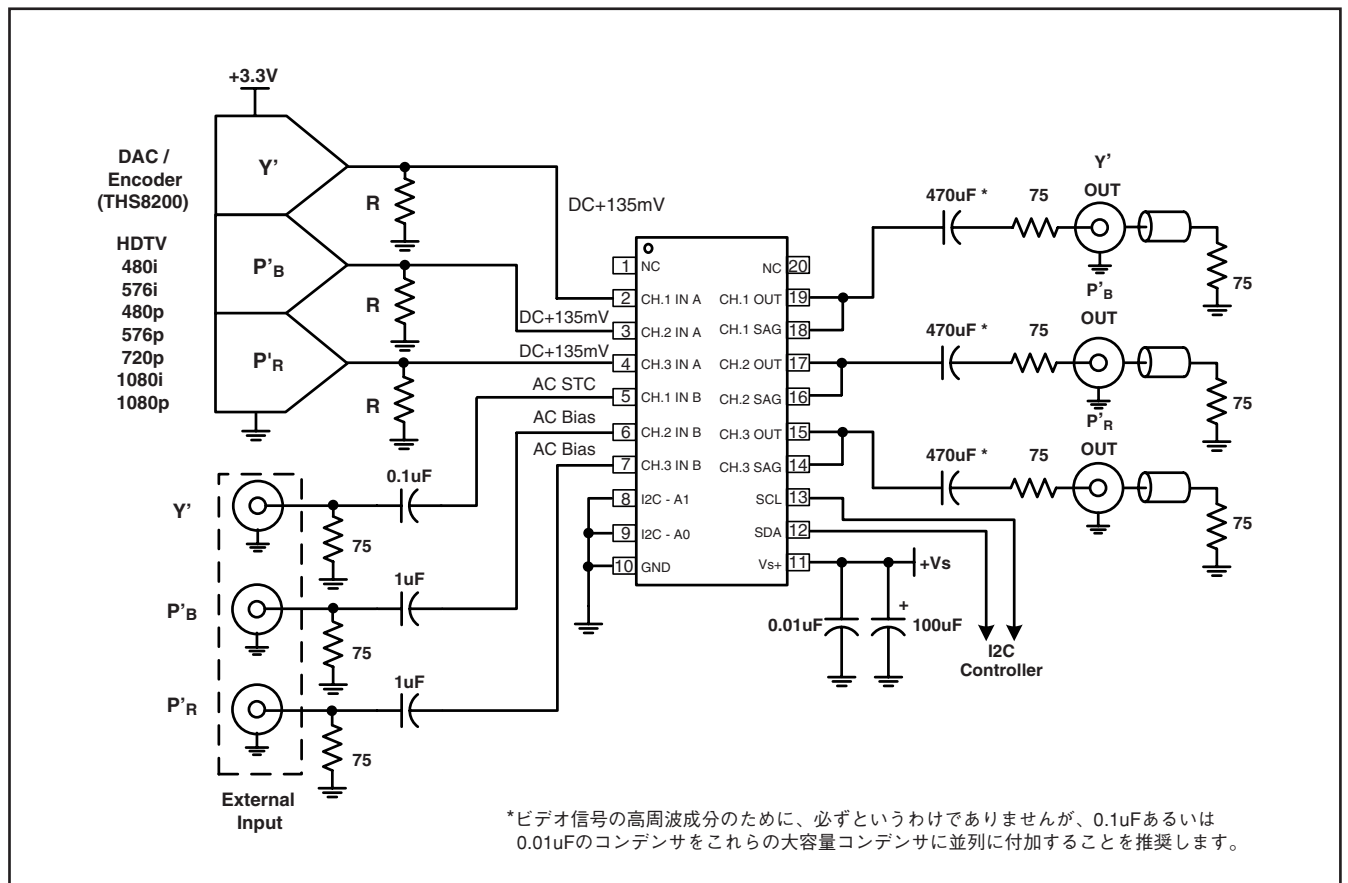 +3.3V
DAC /
Encoder
(THS8200)
HDTV
480i
576i
480p
576p
720p
1080i
1080p
Y'
P'B
P'R
R
R
R
DC+135mV
DC+135mV
DC+135mV
AC STC
AC Bias
AC Bias
Y'
P'B
P'R
75
75
75
0.1uF
1uF
1uF
External
Input
1 NC
2 CH.1 IN A
3 CH.2 IN A
4 CH.3 IN A
5 CH.1 IN B
6 CH.2 IN B
7 CH.3 IN B
8 I2C - A1
9 I2C - A0
10 GND
NC 20
CH.1 OUT 19
CH.1 SAG 18
CH.2 OUT 17
CH.2 SAG 16
CH.3 OUT 15
CH.3 SAG 14
SCL 13
SDA 12
Vs+ 11
470uF *
75
Y'
OUT
75
470uF *
75
P'B
OUT
75
470uF *
75
P'R
OUT
75
+Vs
0.01uF
+
100uF
I2C
Controller
*ビデオ信号の高周波成分のために、必ずというわけでありませんが、0.1uFあるいは
0.01uFのコンデンサをこれらの大容量コンデンサに並列に付加することを推奨します。